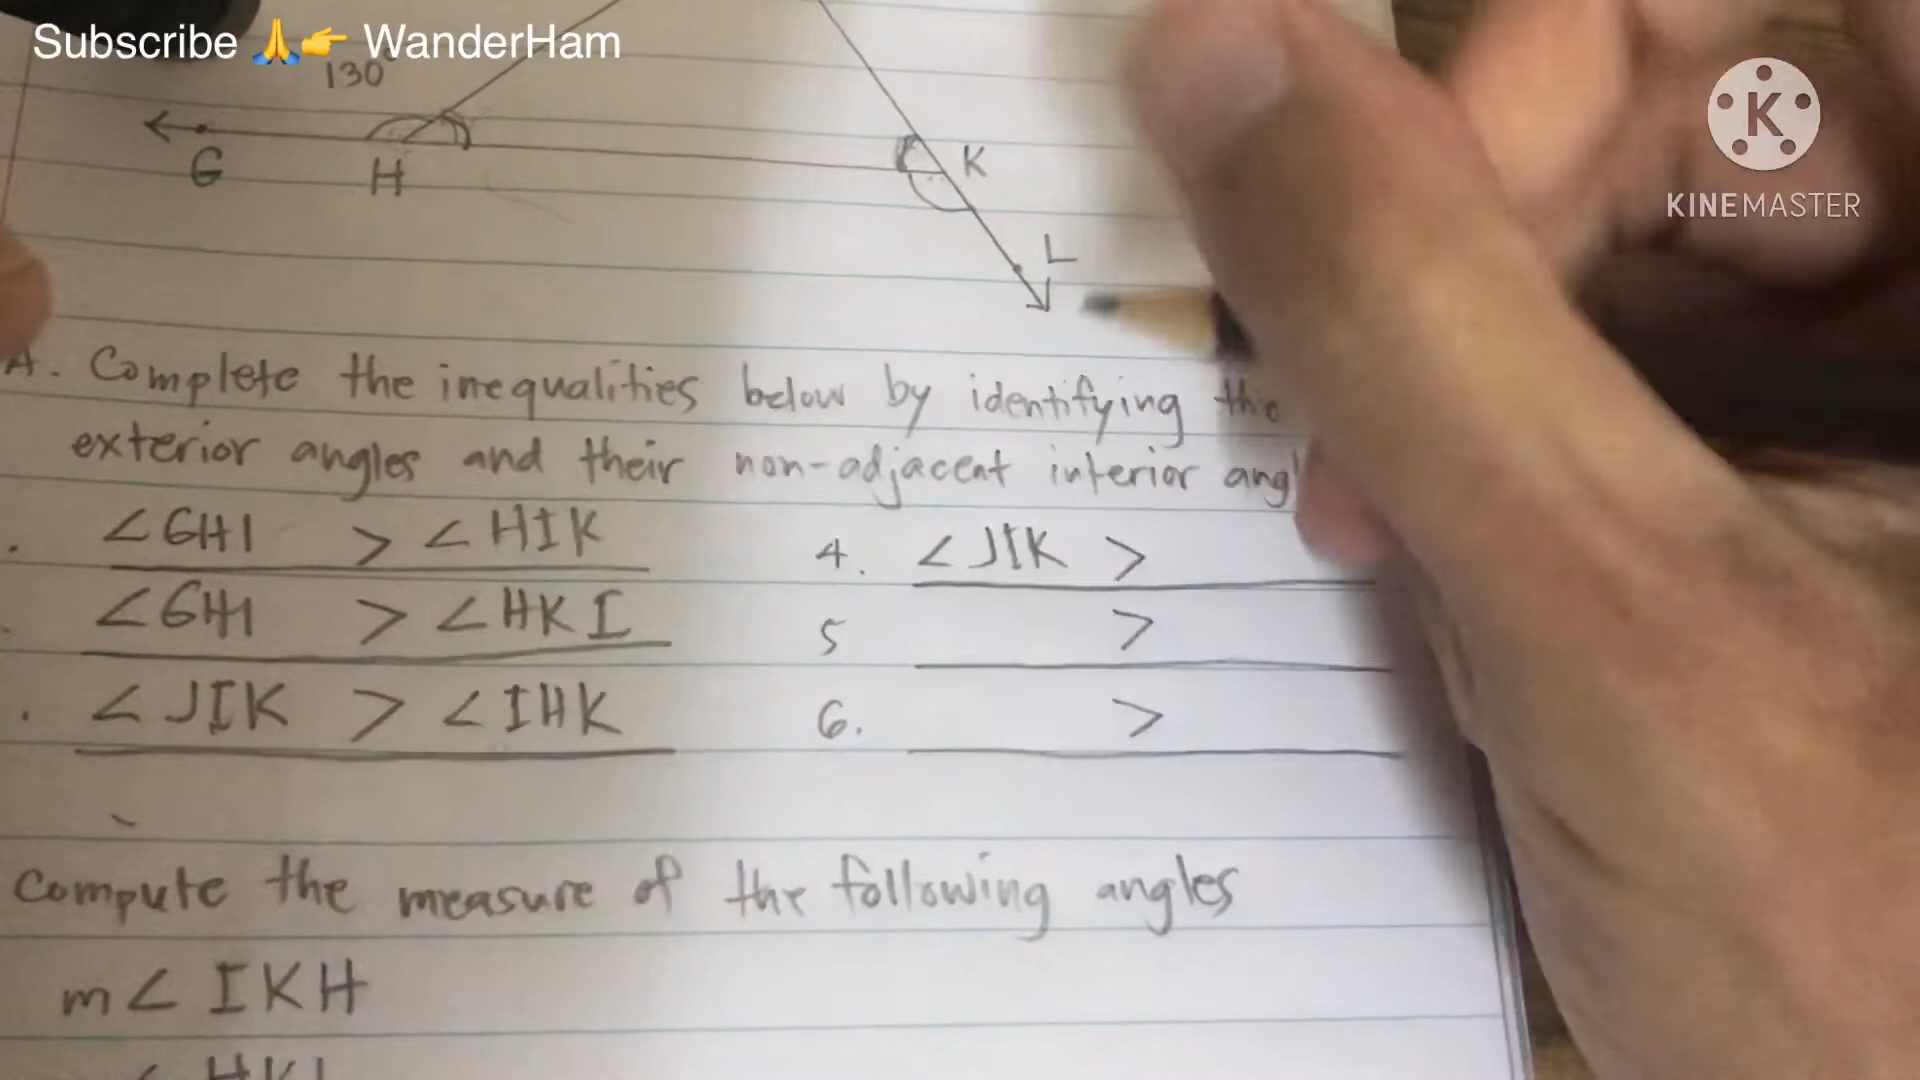 Subscribe 🙏👉 WanderHam
130°
K
KINEMASTER
G
H
K
L
A. Complete the inequalities below by identifying the
exterior angles and their non-adjacent interior
. <GHI > <HIK
. <GHI > <HKI
. <JIK > <IHK
4. <JIK >
5 >
6. >
Compute the measure of the following angles
m< IKH